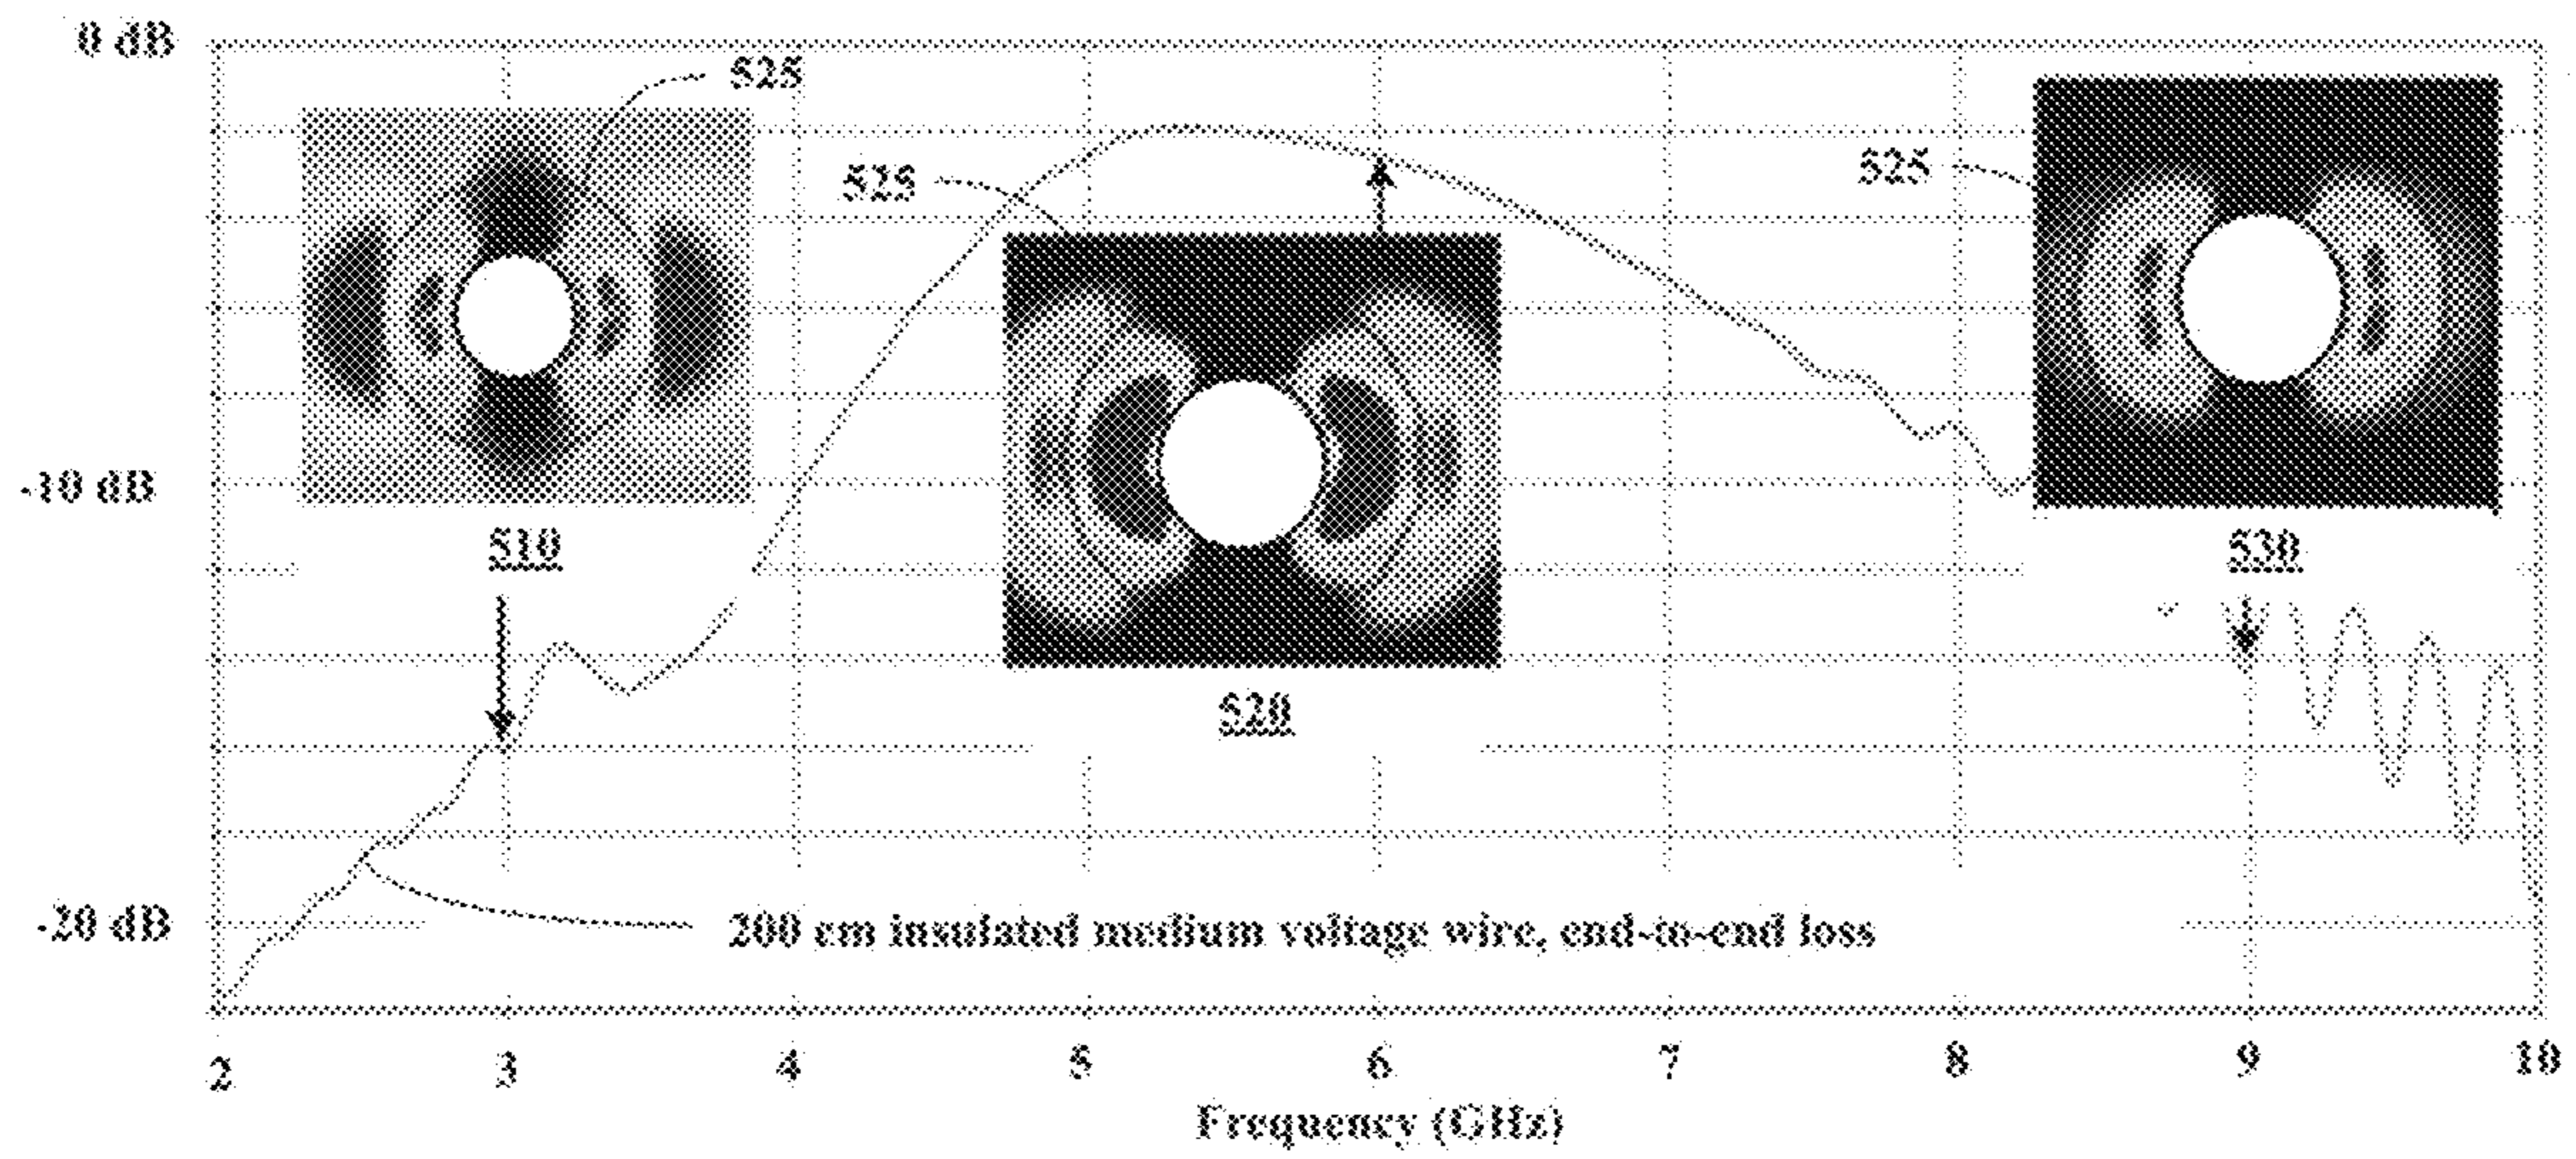 0 dB
525
525
525
-10 dB
510
530
520
-20 dB
200 cm insulated medium voltage wire, end-to-end loss
2 3 4 5 6 7 8 9 10
Frequency (GHz)